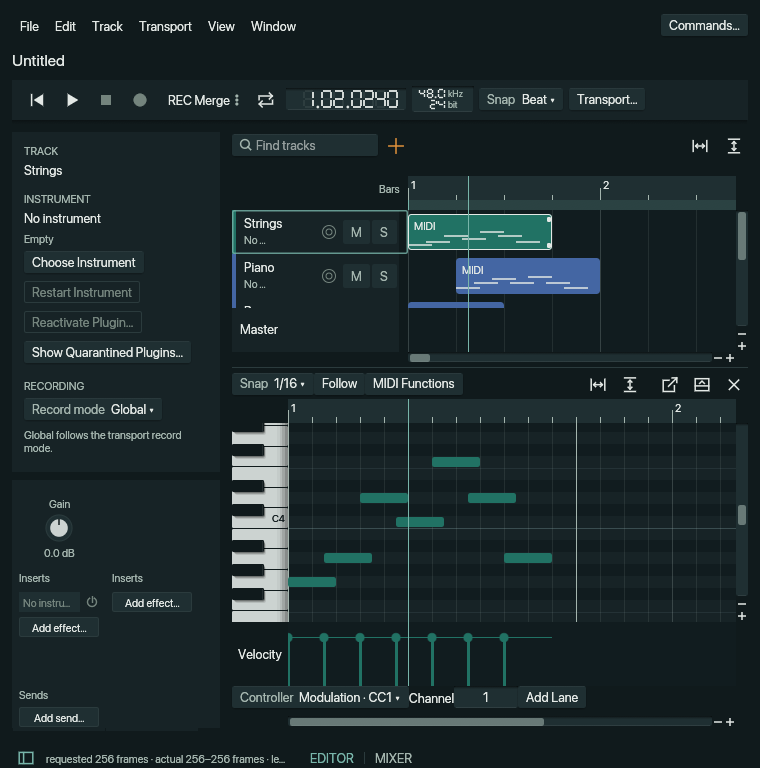 File Edit Track Transport View Window Commands...
Untitled
REC Merge 1.02.0240 48.0 kHz 24 bit Snap Beat Transport...
TRACK
Strings
INSTRUMENT
No instrument
Empty
Choose Instrument
Restart Instrument
Reactivate Plugin...
Show Quarantined Plugins...
RECORDING
Record mode Global
Global follows the transport record
mode.
Gain
0.0 dB
Inserts Inserts
No instru... Add effect...
Add effect...
Sends
Add send...
Find tracks
Bars 1 2
Strings
No ... M S
MIDI
Piano
No ... M S
MIDI
Master
Snap 1/16 Follow MIDI Functions
1 2
C4
Velocity
Controller Modulation · CC1 Channel 1 Add Lane
requested 256 frames · actual 256–256 frames · le... EDITOR MIXER